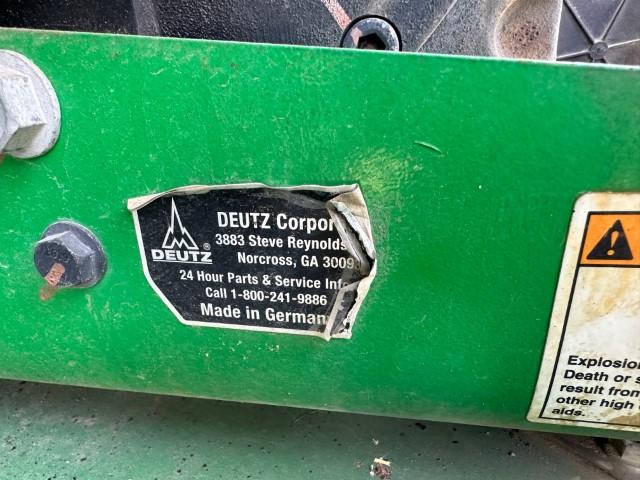 DEUTZ®
DEUTZ Corpor
3883 Steve Reynolds
Norcross, GA 3009
24 Hour Parts & Service Inf
Call 1-800-241-9886
Made in German
Explosion
Death or s
result from
other high
aids.